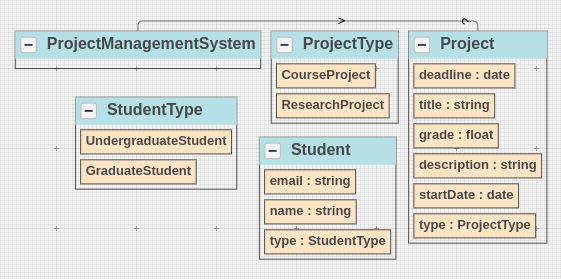 ProjectManagementSystem
ProjectType
CourseProject
ResearchProject
Project
deadline : date
title : string
grade : float
description : string
startDate : date
type : ProjectType
StudentType
UndergraduateStudent
GraduateStudent
Student
email : string
name : string
type : StudentType